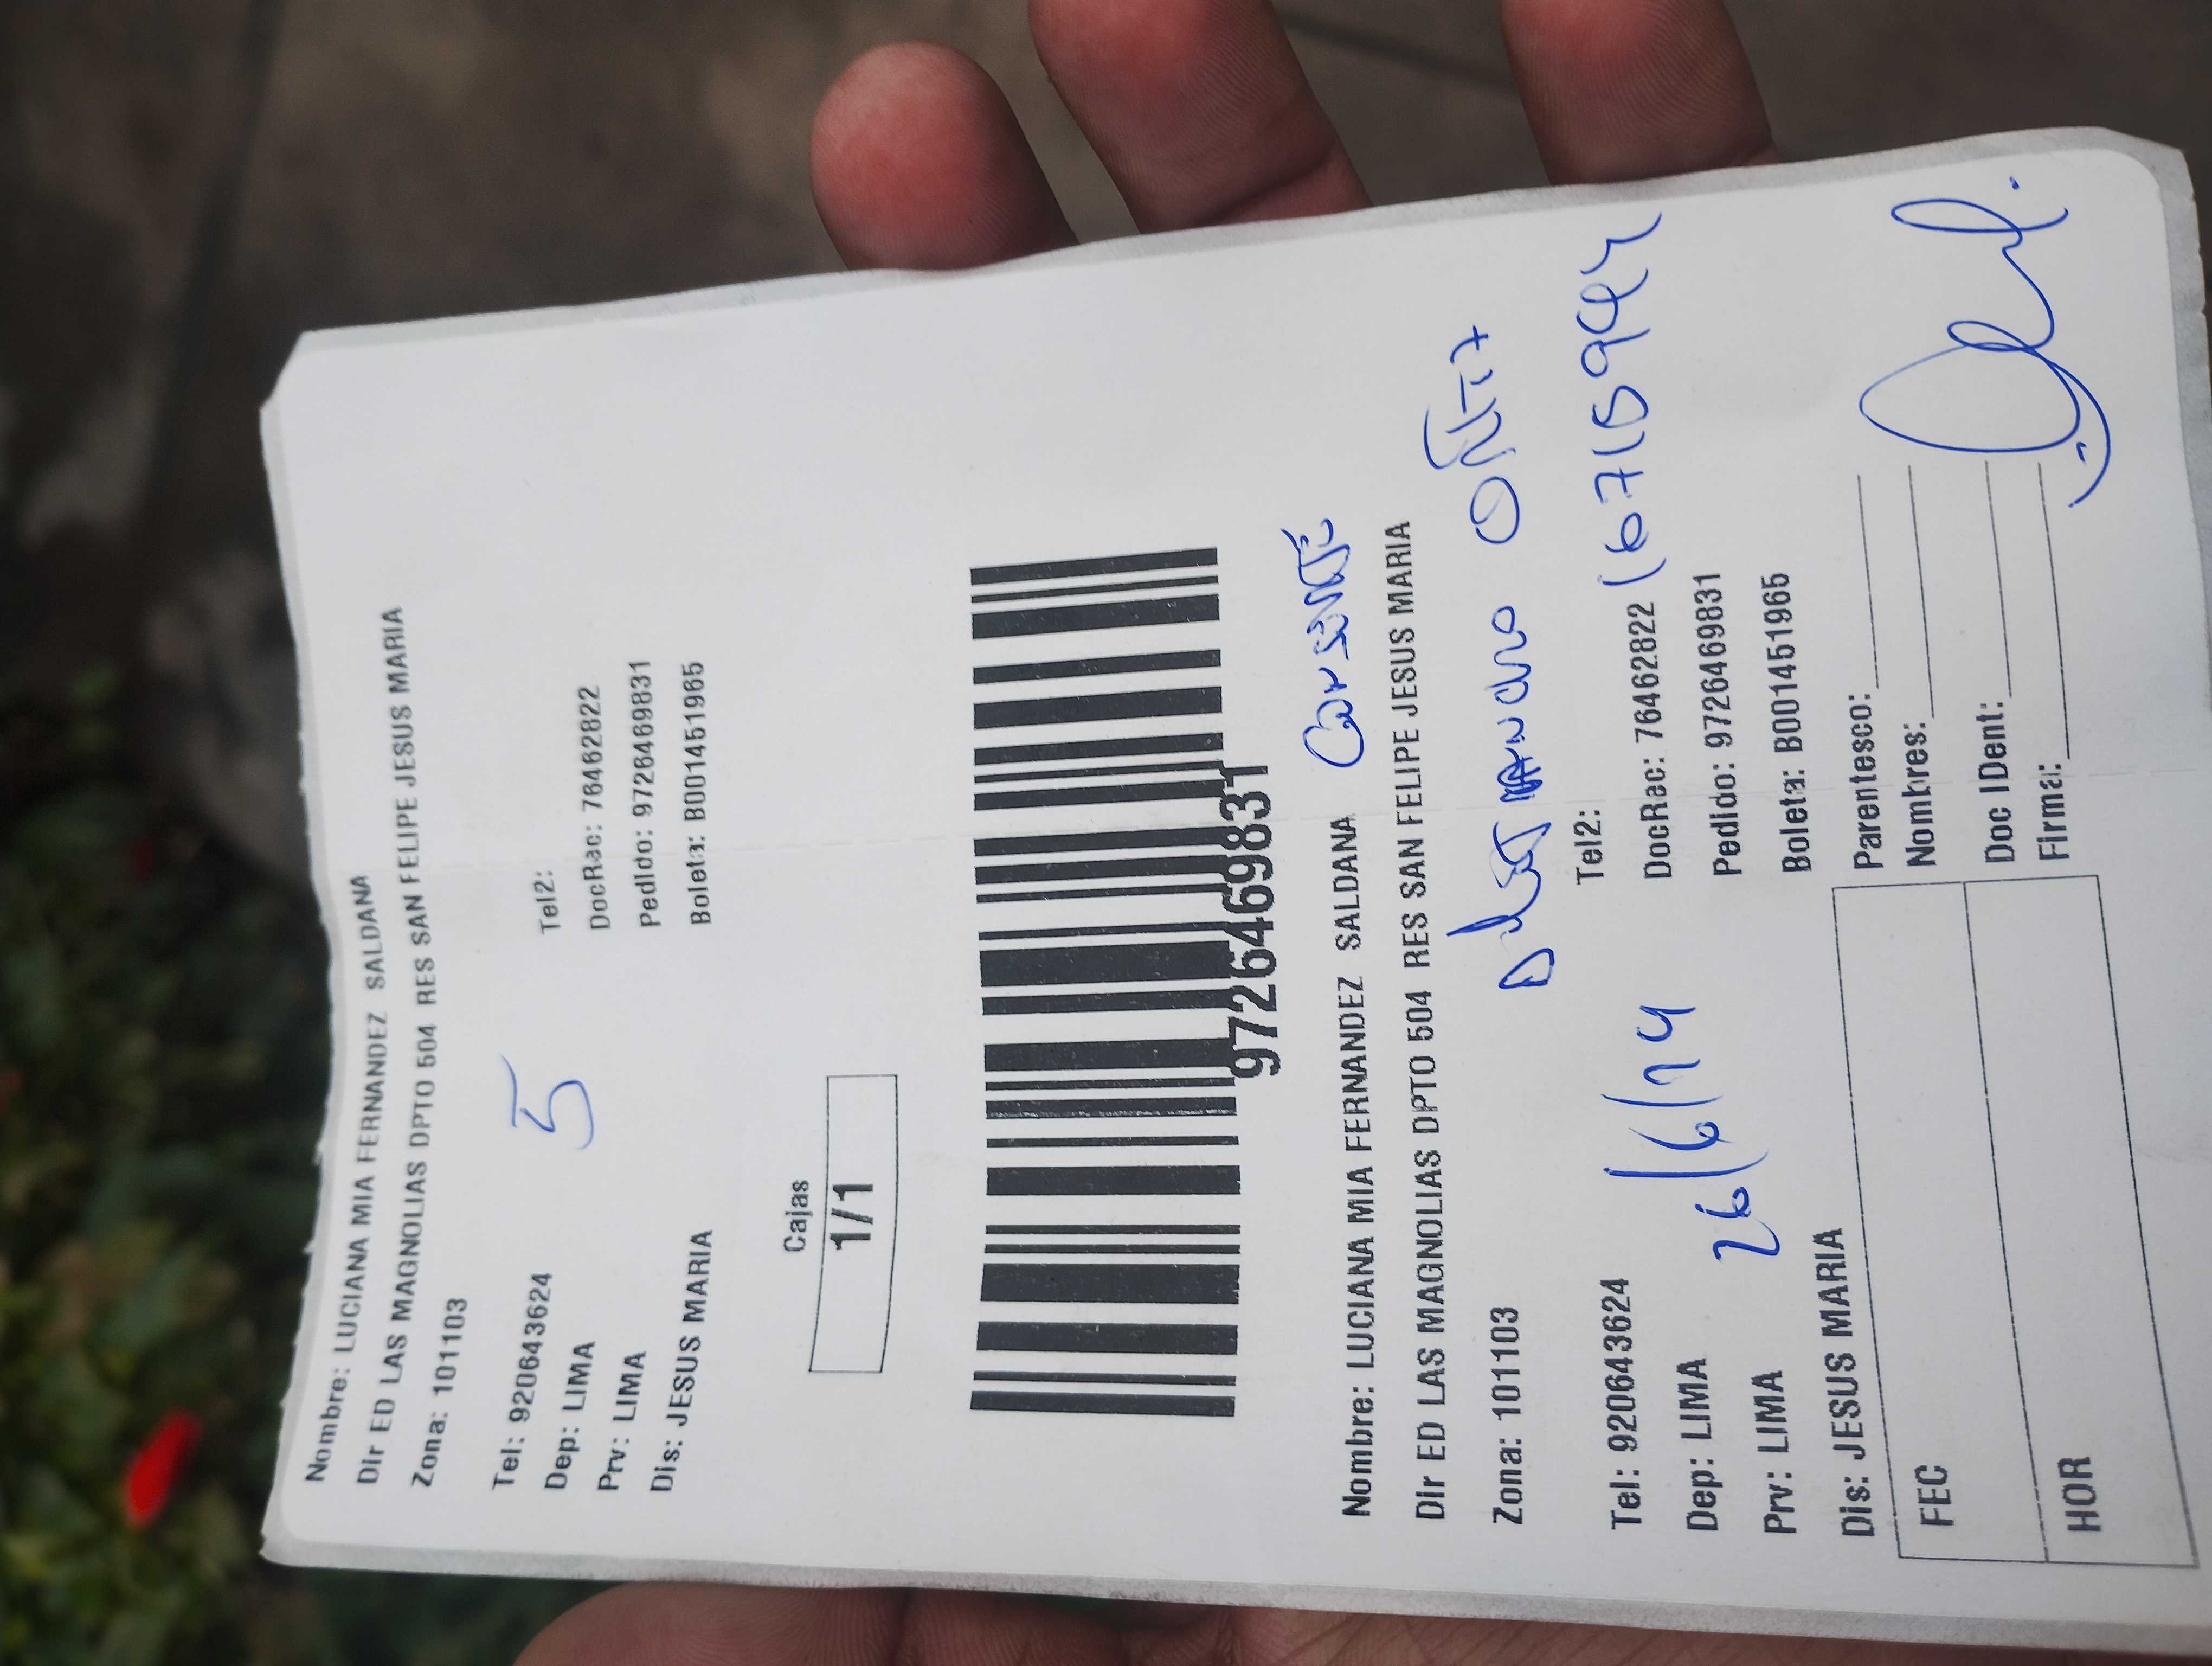 Nombre: LUCIANA MIA FERNANDEZ SALDANA
Dir ED LAS MAGNOLIAS DPTO 504 RES SAN FELIPE JESUS MARIA
Zona: 101103
5
Tel: 920643624 Tel2:
Dep: LIMA DocRac: 76462822
Prv: LIMA Pedido: 97264698​31
Dis: JESUS MARIA Boleta: B001451965
Cajas
1/1
9726469831
Nombre: LUCIANA MIA FERNANDEZ SALDANA
Dir ED LAS MAGNOLIAS DPTO 504 RES SAN FELIPE JESUS MARIA
Zona: 101103
Tel: 920643624 Tel2:
Dep: LIMA DocRac: 76462822
Prv: LIMA Pedido: 9726469831
Dis: JESUS MARIA Boleta: B001451965
FEC Parentesco:
Nombres:
HOR Doc IDent:
Firma: